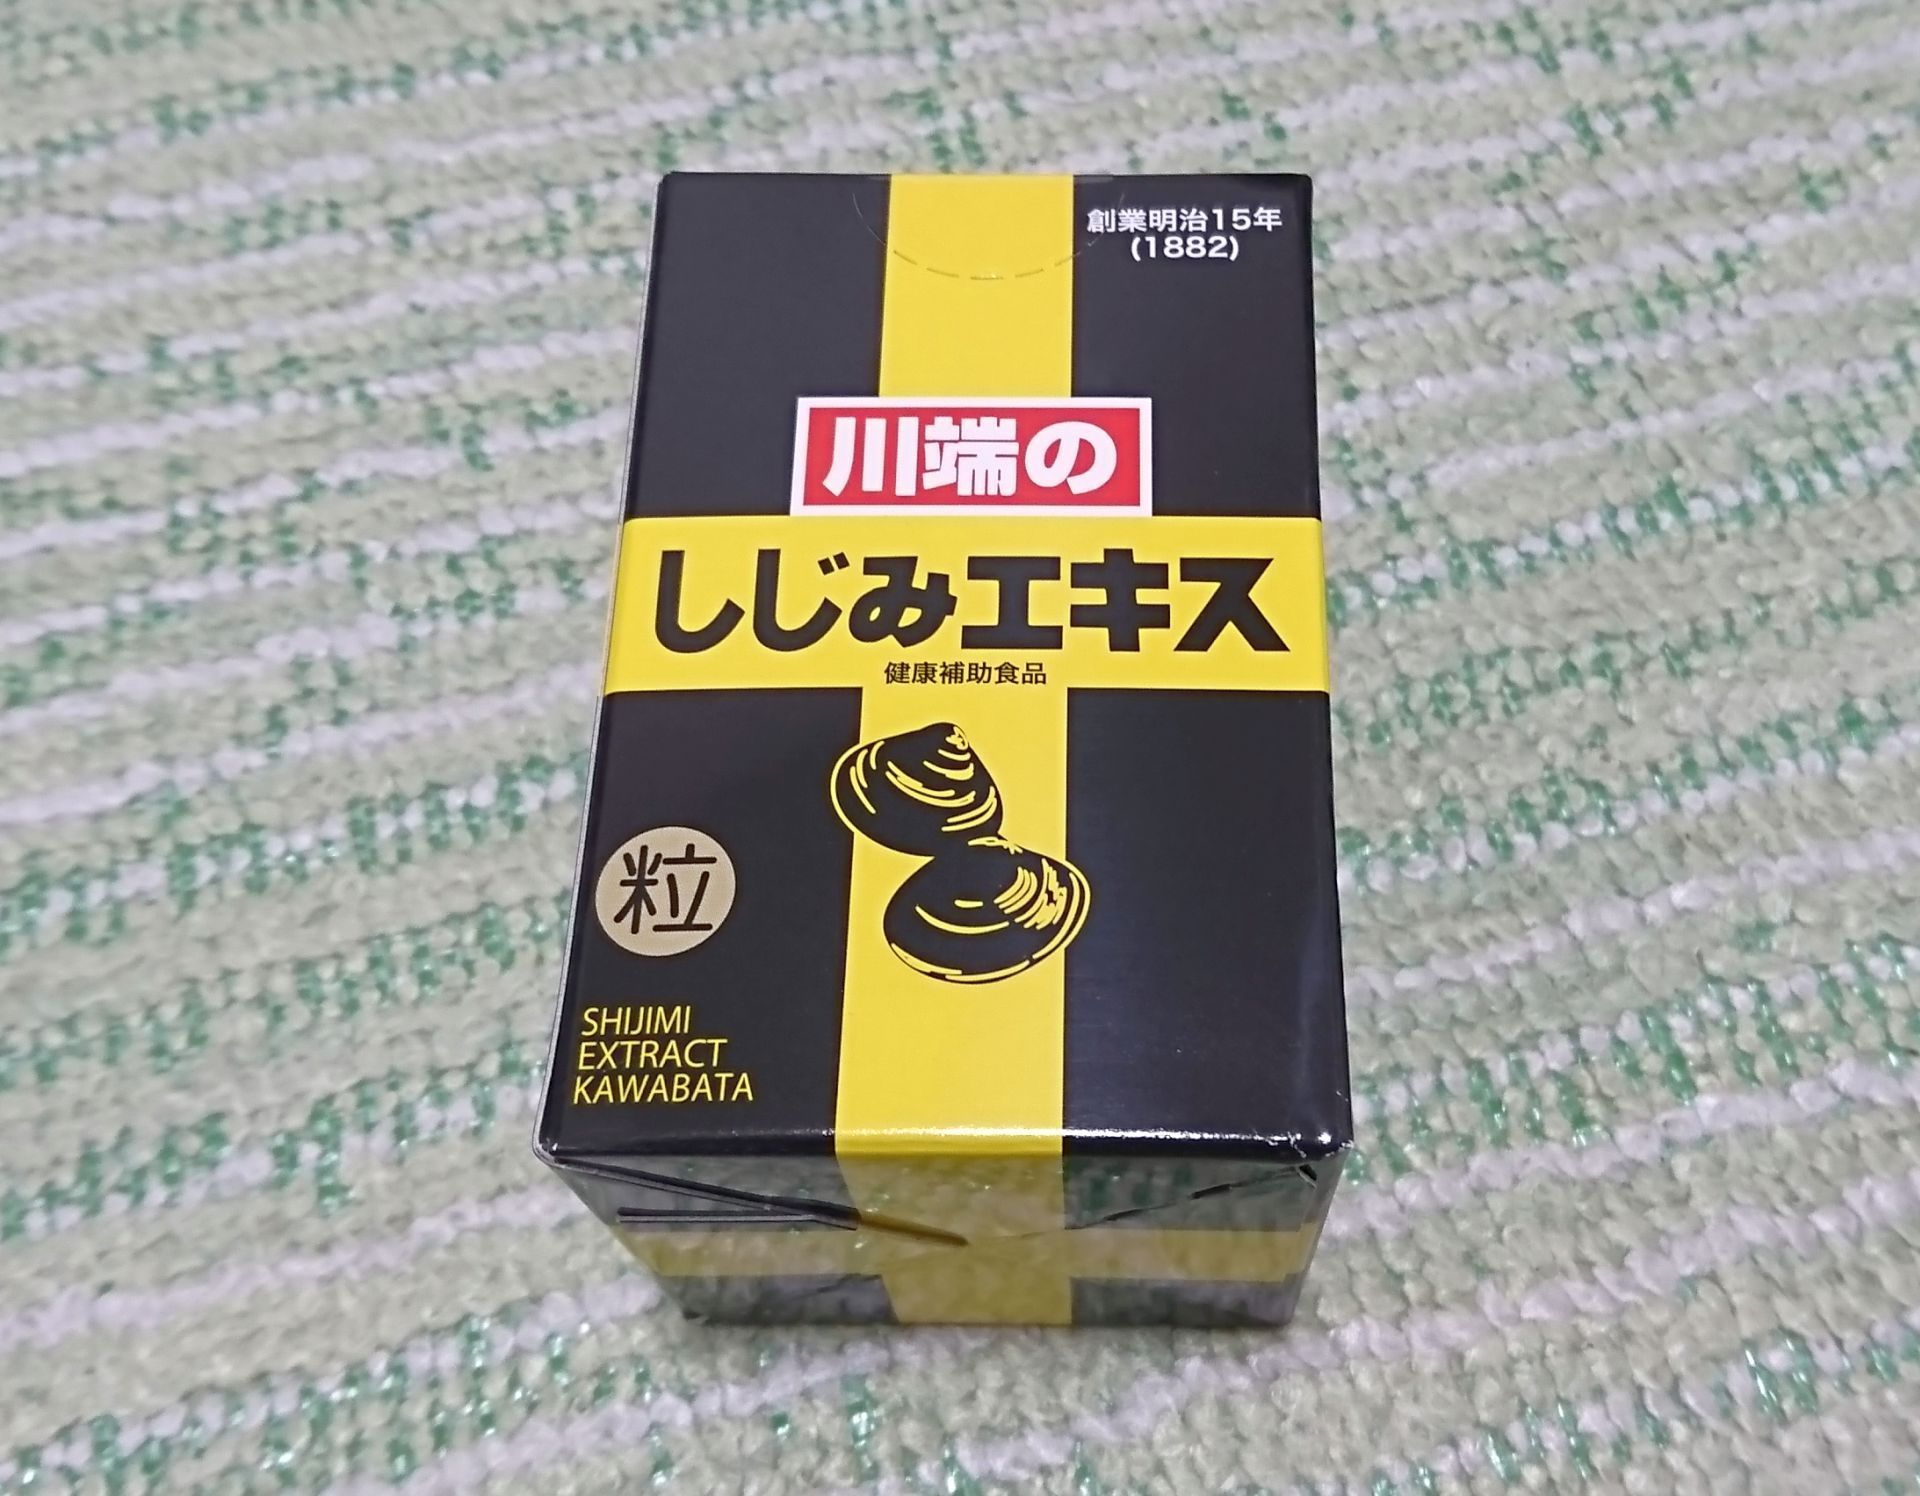 創業明治15年
(1882)
川端の
しじみエキス
健康補助食品
粒
SHIJIMI
EXTRACT
KAWABATA